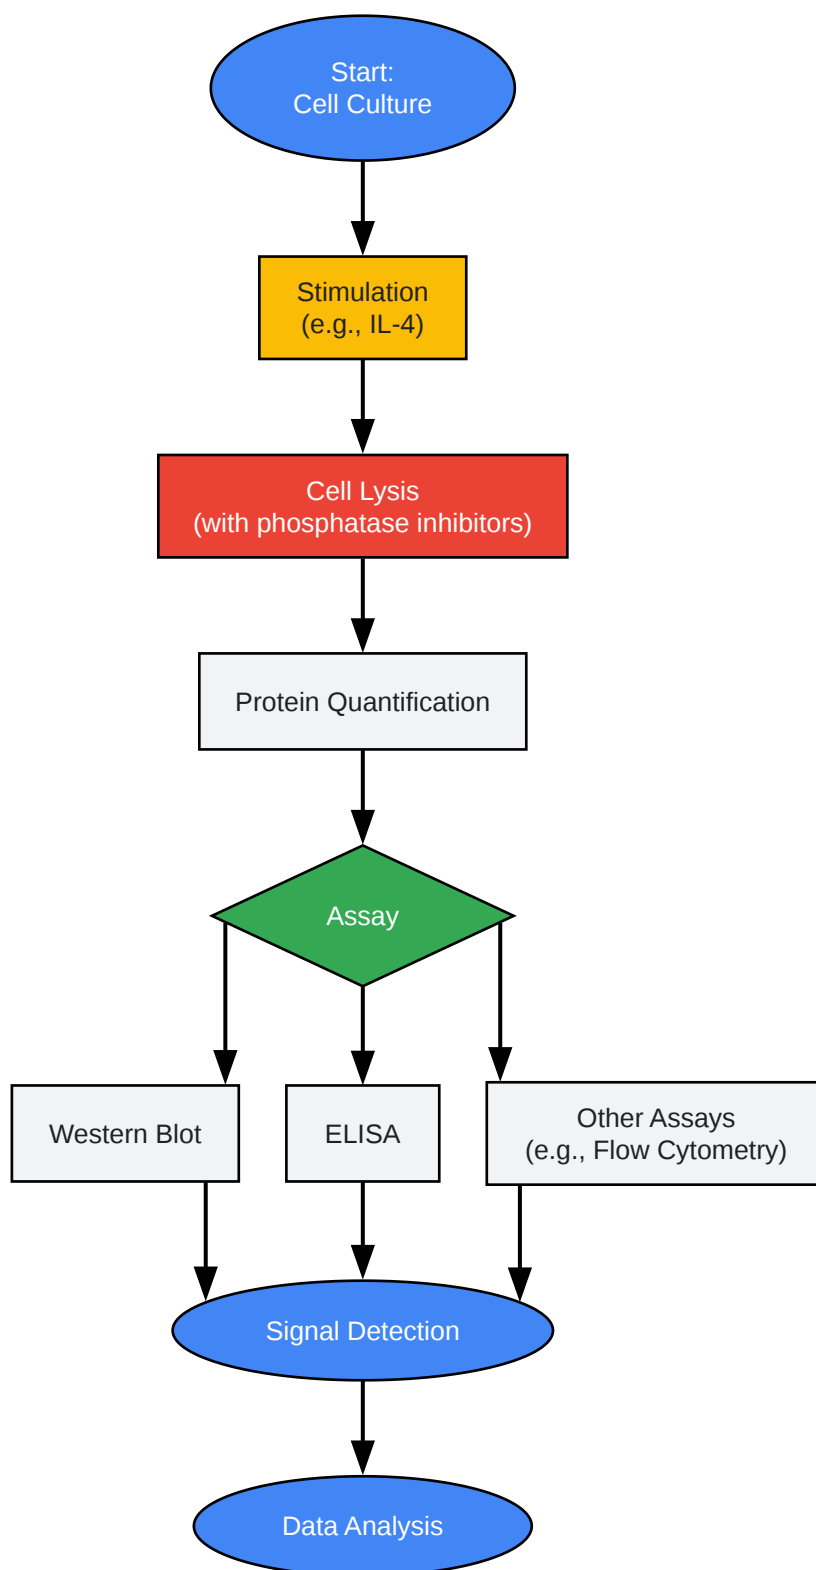 Start:
Cell Culture
Stimulation
(e.g., IL-4)
Cell Lysis
(with phosphatase inhibitors)
Protein Quantification
Assay
Western Blot
ELISA
Other Assays
(e.g., Flow Cytometry)
Signal Detection
Data Analysis